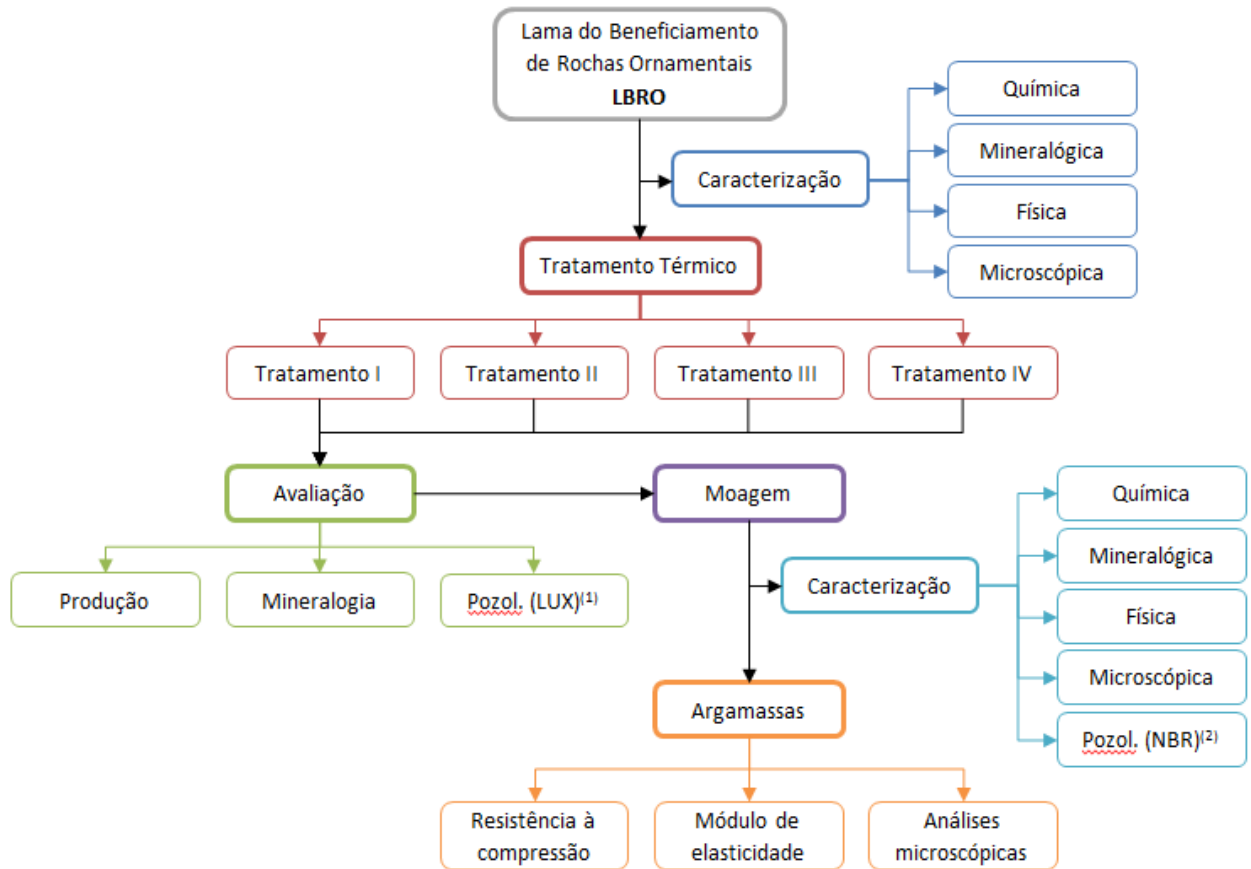 Lama do Beneficiamento
de Rochas Ornamentais
LBRO
Química
Mineralógica
Caracterização
Física
Microscópica
Tratamento Térmico
Tratamento I
Tratamento II
Tratamento III
Tratamento IV
Avaliação
Moagem
Química
Mineralógica
Produção
Mineralogia
Pozol. (LUX)⁽¹⁾
Caracterização
Física
Microscópica
Argamassas
Pozol. (NBR)⁽²⁾
Resistência à
compressão
Módulo de
elasticidade
Análises
microscópicas